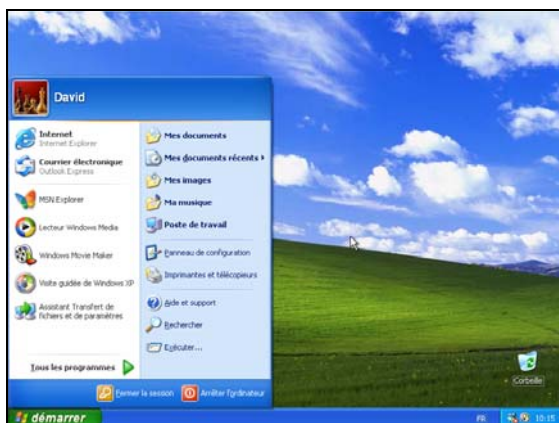 David
Internet
Internet Explorer
Courrier électronique
Outlook Express
MSN Explorer
Lecteur Windows Media
Windows Movie Maker
Visite guidée de Windows XP
Assistant Transfert de
fichiers et de paramètres
Tous les programmes
Mes documents
Mes documents récents
Mes images
Ma musique
Poste de travail
Panneau de configuration
Imprimantes et télécopieurs
Aide et support
Rechercher
Exécuter...
Fermer la session
Arrêter l'ordinateur
Corbeille
démarrer
FR
10:15